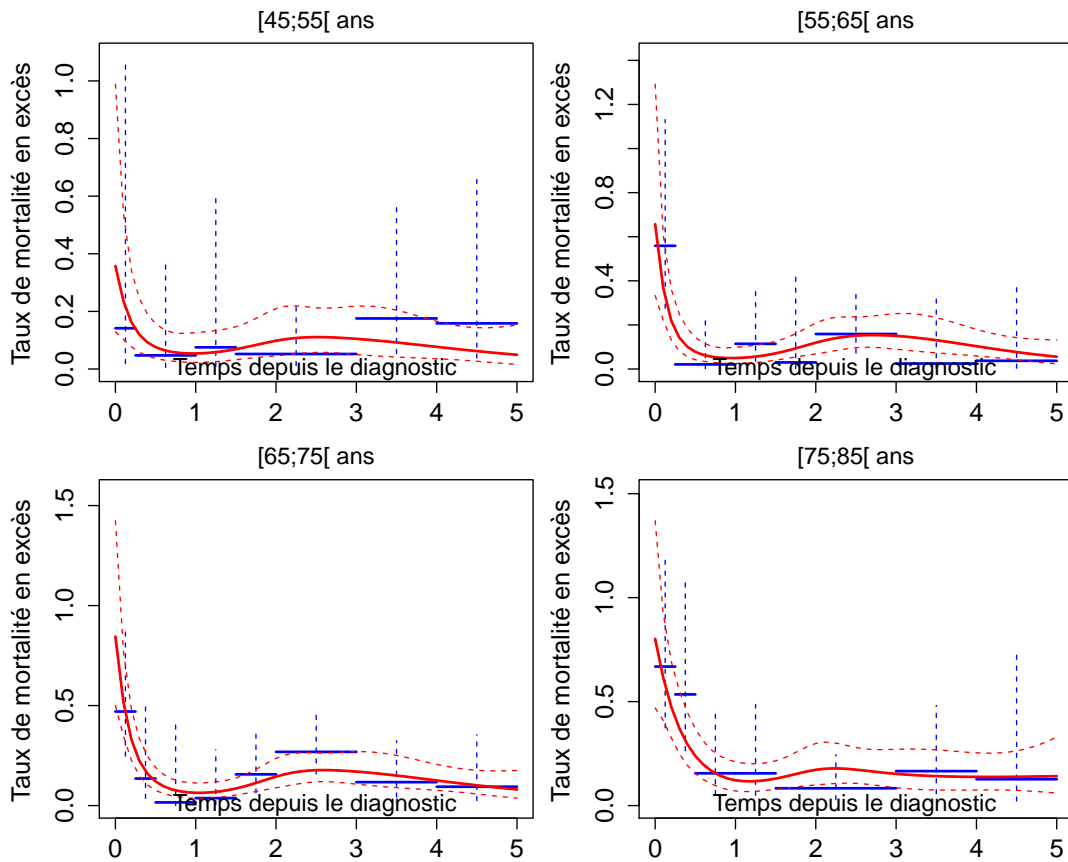 [45;55[ ans
Taux de mortalité en excès
0.0 0.2 0.4 0.6 0.8 1.0
Temps depuis le diagnostic
0 1 2 3 4 5
[55;65[ ans
Taux de mortalité en excès
0.0 0.4 0.8 1.2
Temps depuis le diagnostic
0 1 2 3 4 5
[65;75[ ans
Taux de mortalité en excès
0.0 0.5 1.0 1.5
Temps depuis le diagnostic
0 1 2 3 4 5
[75;85[ ans
Taux de mortalité en excès
0.0 0.5 1.0 1.5
Temps depuis le diagnostic
0 1 2 3 4 5